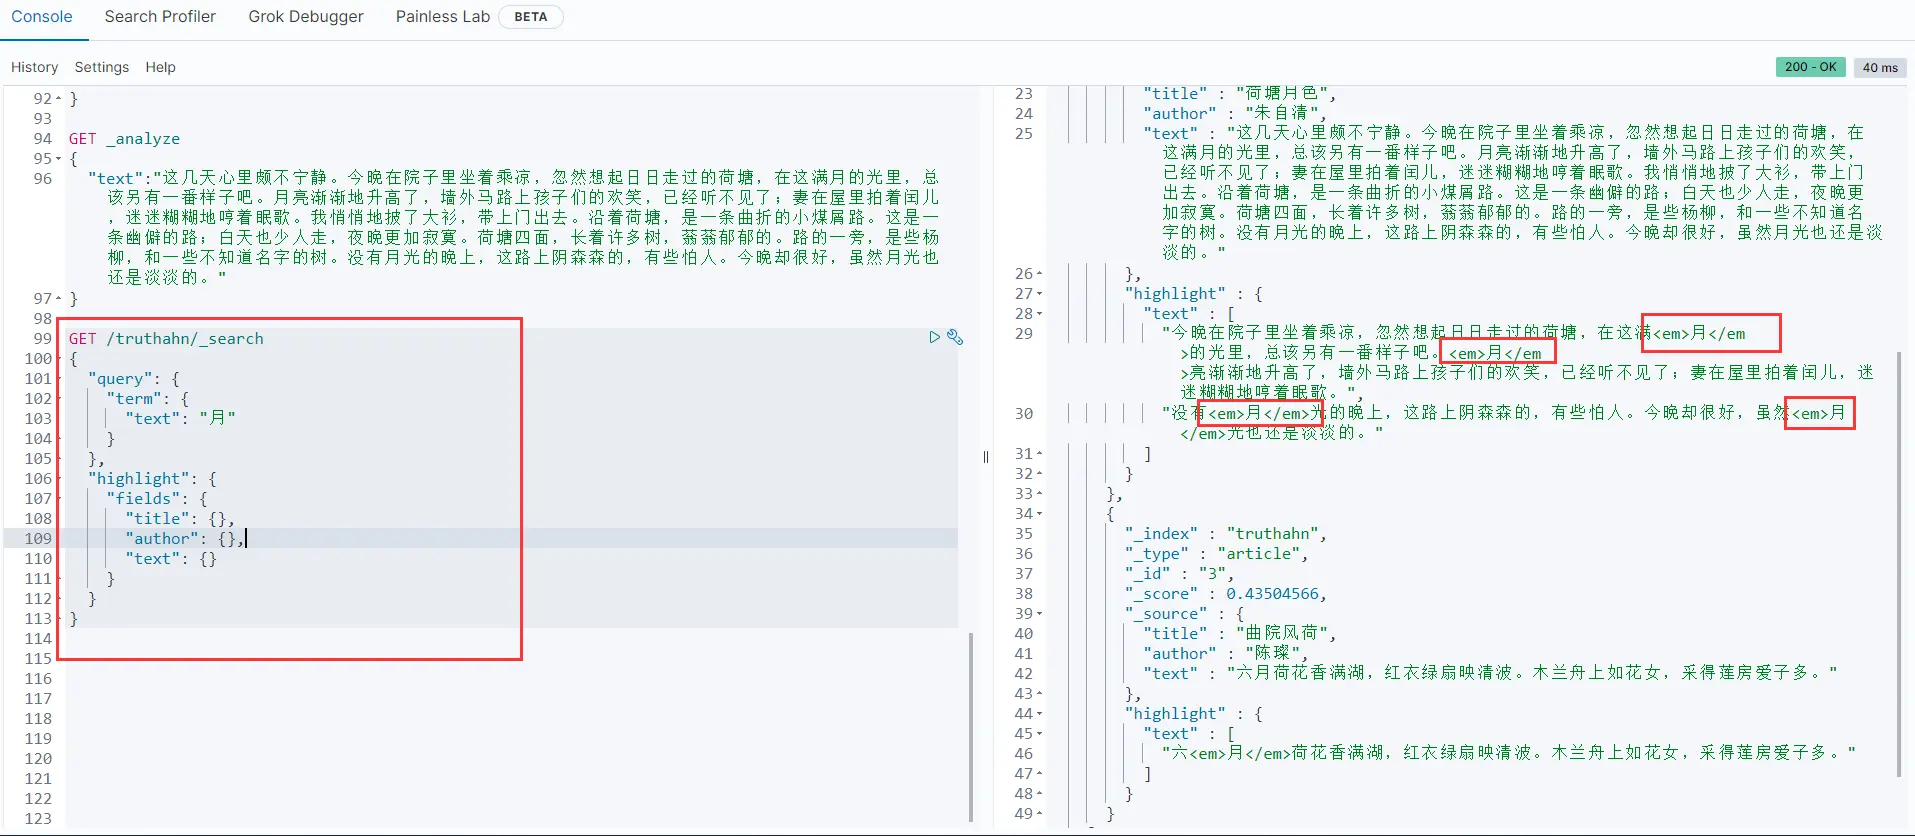 Console Search Profiler Grok Debugger Painless Lab BETA
History Settings Help
200 - OK 40 ms
92 }
93
94 GET _analyze
95 {
96 "text":"这几天心里颇不宁静。今晚在院子里坐着乘凉，忽然想起日日走过的荷塘，在这满月的光里，总
该另有一番样子吧。月亮渐渐地升高了，墙外马路上孩子们的欢笑，已经听不见了；妻在屋里拍着闰儿
，迷迷糊糊地哼着眠歌。我悄悄地披了大衫，带上门出去。沿着荷塘，是一条曲折的小煤屑路。这是一
条幽僻的路；白天也少人走，夜晚更加寂寞。荷塘四面，长着许多树，蓊蓊郁郁的。路的一旁，是些杨
柳，和一些不知道名字的树。没有月光的晚上，这路上阴森森的，有些怕人。今晚却很好，虽然月光也
还是淡淡的。"
97 }
98
99 GET /truthahn/_search
100 {
101 "query": {
102 "term": {
103 "text": "月"
104 }
105 },
106 "highlight": {
107 "fields": {
108 "title": {},
109 "author": {},
110 "text": {}
111 }
112 }
113 }
114
115
116
117
118
119
120
121
122
123
23 "title" : "荷塘月色",
24 "author" : "朱自清",
25 "text" : "这几天心里颇不宁静。今晚在院子里坐着乘凉，忽然想起日日走过的荷塘，在
这满月的光里，总该另有一番样子吧。月亮渐渐地升高了，墙外马路上孩子们的欢笑，
已经听不见了；妻在屋里拍着闰儿，迷迷糊糊地哼着眠歌。我悄悄地披了大衫，带上门
出去。沿着荷塘，是一条曲折的小煤屑路。这是一条幽僻的路；白天也少人走，夜晚更
加寂寞。荷塘四面，长着许多树，蓊蓊郁郁的。路的一旁，是些杨柳，和一些不知道名
字的树。没有月光的晚上，这路上阴森森的，有些怕人。今晚却很好，虽然月光也还是淡
淡的。"
26 },
27 "highlight" : {
28 "text" : [
29 "今晚在院子里坐着乘凉，忽然想起日日走过的荷塘，在这满<em>月</em
>的光里，总该另有一番样子吧。<em>月</em
>亮渐渐地升高了，墙外马路上孩子们的欢笑，已经听不见了；妻在屋里拍着闰儿，迷
迷糊糊地哼着眠歌。",
30 "没有<em>月</em>光的晚上，这路上阴森森的，有些怕人。今晚却很好，虽然<em>月
</em>光也还是淡淡的。"
31 ]
32 }
33 },
34 {
35 "_index" : "truthahn",
36 "_type" : "article",
37 "_id" : "3",
38 "_score" : 0.43504566,
39 "_source" : {
40 "title" : "曲院风荷",
41 "author" : "陈璨",
42 "text" : "六月荷花香满湖，红衣绿扇映清波。木兰舟上如花女，采得莲房爱子多。"
43 },
44 "highlight" : {
45 "text" : [
46 "六<em>月</em>荷花香满湖，红衣绿扇映清波。木兰舟上如花女，采得莲房爱子多。"
47 ]
48 }
49 }